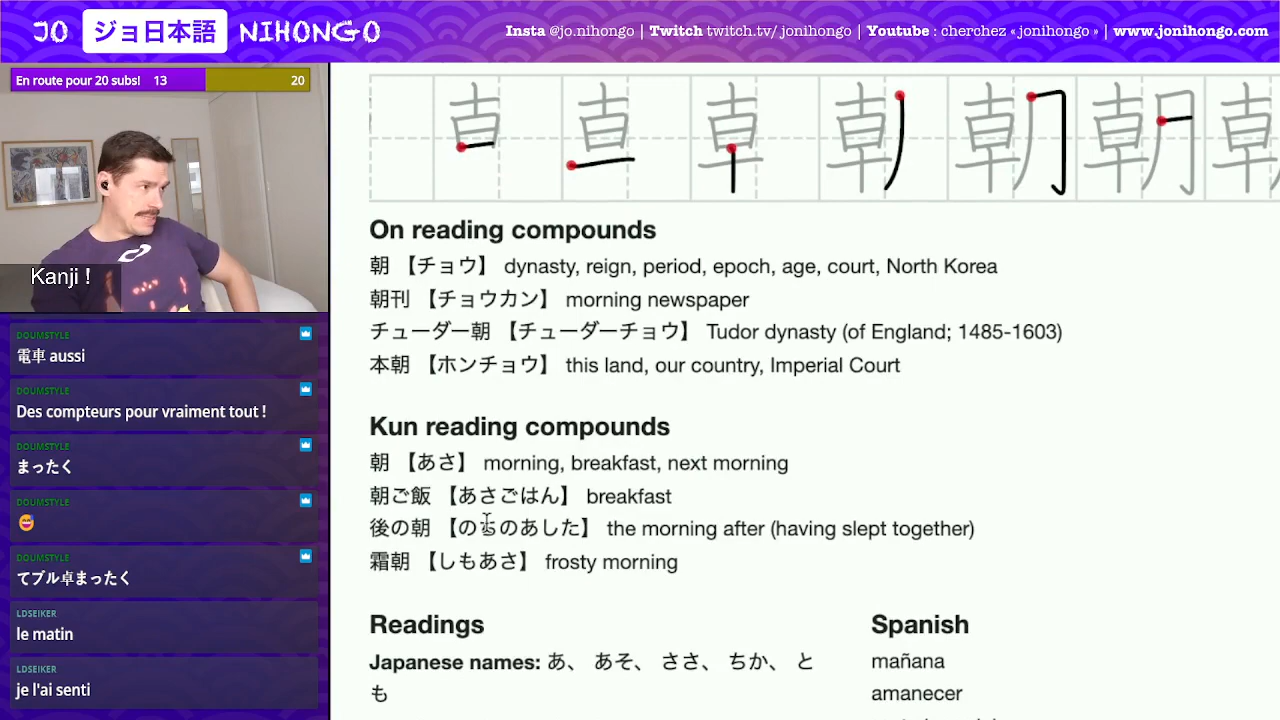 JO ジョ日本語 NIHONGO
Insta @jo.nihongo | Twitch twitch.tv/jonihongo | Youtube : cherchez « jonihongo » | www.jonihongo.com
En route pour 20 subs! 13 20
Kanji !
DOUMSTYLE
電車 aussi
DOUMSTYLE
Des compteurs pour vraiment tout !
DOUMSTYLE
まったく
DOUMSTYLE
😅
DOUMSTYLE
てブル卓まったく
LDSEIKER
le matin
LDSEIKER
je l'ai senti
On reading compounds
朝 【チョウ】 dynasty, reign, period, epoch, age, court, North Korea
朝刊 【チョウカン】 morning newspaper
チューダー朝 【チューダーチョウ】 Tudor dynasty (of England; 1485-1603)
本朝 【ホンチョウ】 this land, our country, Imperial Court
Kun reading compounds
朝 【あさ】 morning, breakfast, next morning
朝ご飯 【あさごはん】 breakfast
後の朝 【のちのあした】 the morning after (having slept together)
霜朝 【しもあさ】 frosty morning
Readings
Japanese names: あ、 あそ、 ささ、 ちか、 と
も
Spanish
mañana
amanecer